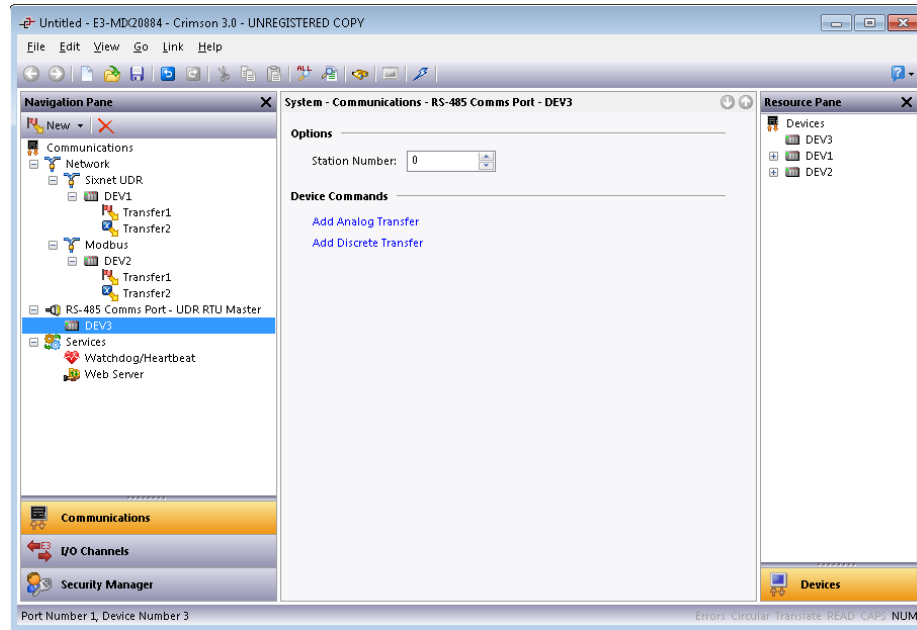 Untitled - E3-MIX20884 - Crimson 3.0 - UNREGISTERED COPY
File Edit View Go Link Help
Navigation Pane
New
Communications
Network
Sixnet UDR
DEV1
Transfer1
Transfer2
Modbus
DEV2
Transfer1
Transfer2
RS-485 Comms Port - UDR RTU Master
DEV3
Services
Watchdog/Heartbeat
Web Server
Communications
E3
I/O Channels
Security Manager
System - Communications - RS-485 Comms Port - DEV3
Options
Station Number: 0
Device Commands
Add Analog Transfer
Add Discrete Transfer
Resource Pane
Devices
DEV3
DEV1
DEV2
Devices
Port Number 1, Device Number 3
Errors Circular Translate READ CAPS NUM